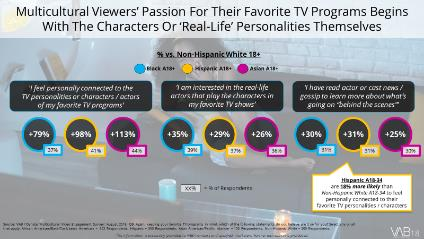 Multicultural Viewers' Passion For Their Favorite TV Programs Begins
With The Characters Or 'Real-Life' Personalities Themselves
% vs. Non-Hispanic White 18+
Black A18+ Hispanic A18+ Asian A18+
'I feel personally connected to the
TV personalities or characters / actors
of my favorite TV programs'
+79% +98% +113%
37% 41% 44%
'I am interested in the real-life
actors that play the characters in
my favorite TV shows'
+35% +29% +26%
39% 37% 36%
'I have read actor or cast news /
gossip to learn more about what's
going on "behind the scenes"'
+30% +31% +25%
31% 31% 30%
XX% = % of Respondents
Hispanic A18-34
are 18% more likely than
Non-Hispanic White A18-34 to feel
personally connected to their
favorite TV personalities / characters
VAB 18